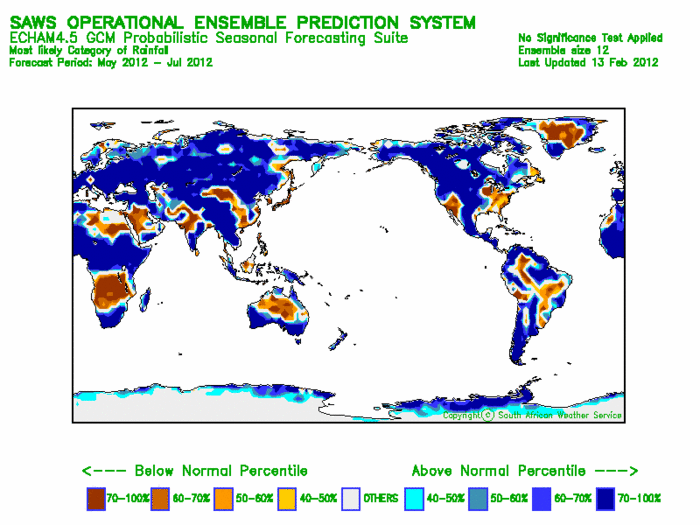 SAWS OPERATIONAL ENSEMBLE PREDICTION SYSTEM
ECHAM4.5 GCM Probabilistic Seasonal Forecasting Suite
Most likely Category of Rainfall
Forecast Period: May 2012 - Jul 2012
No Significance Test Applied
Ensemble size 12
Last Updated 13 Feb 2012
Copyright © South African Weather Service
<--- Below Normal Percentile
Above Normal Percentile --->
70-100% 60-70% 50-60% 40-50% OTHERS 40-50% 50-60% 60-70% 70-100%